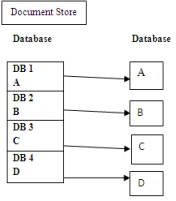 Document Store
Database
Database
DB 1
A
A
DB 2
B
B
DB 3
C
C
DB 4
D
D